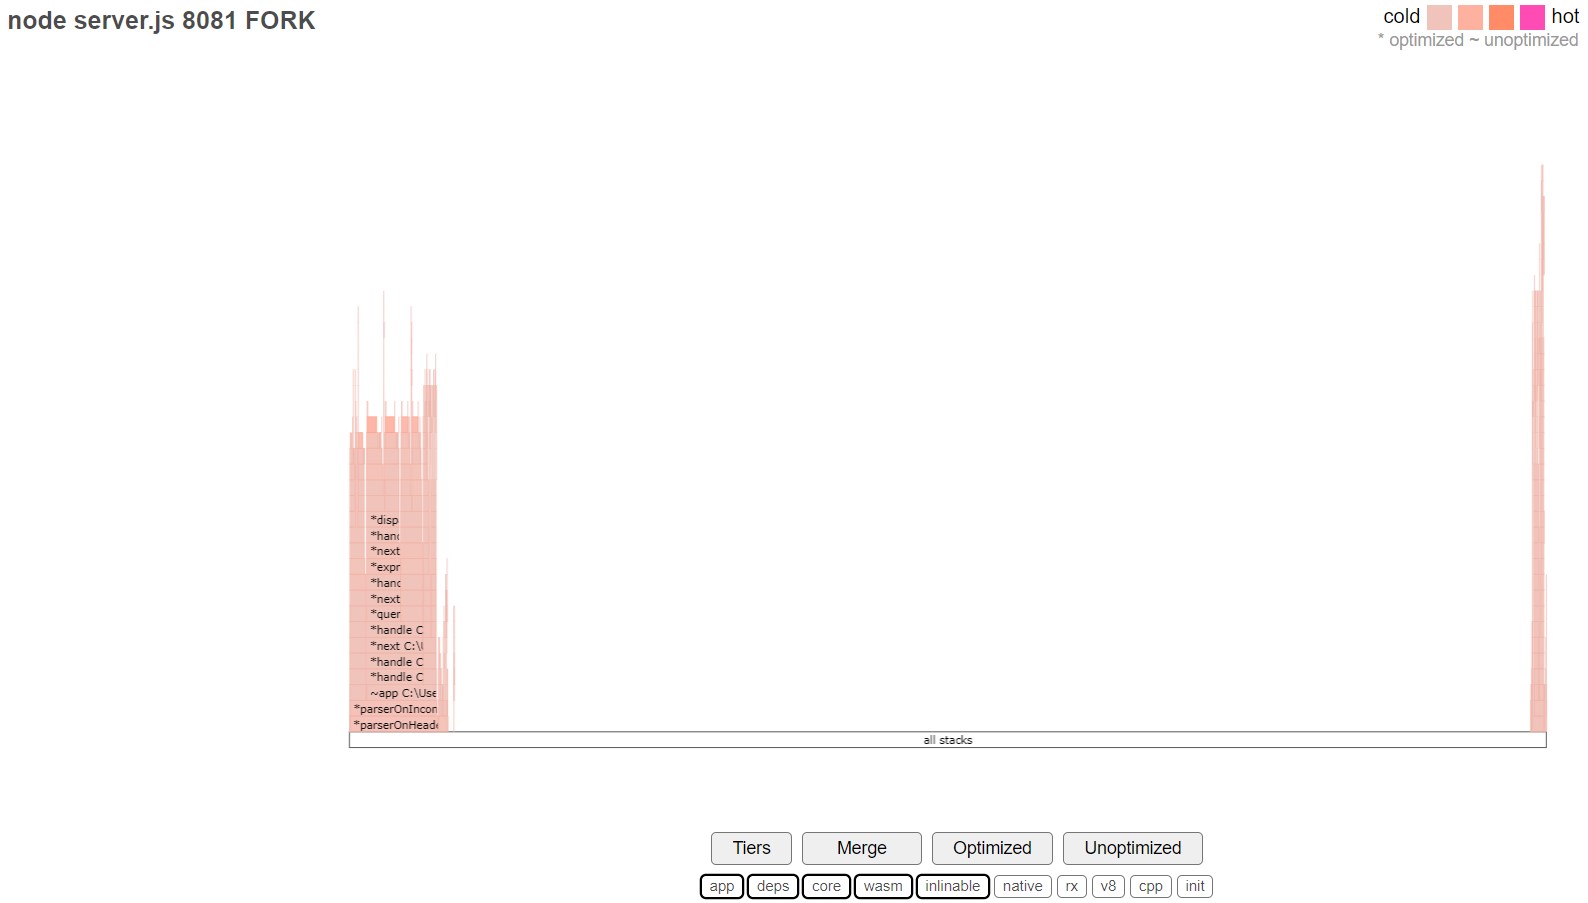 node server.js 8081 FORK
cold hot
* optimized ~ unoptimized
*disp
*hanc
*next
*expr
*hanc
*next
*quer
*handle C
*next C:\U
*handle C
*handle C
~app C:\Use
*parserOnIncon
*parserOnHeade
all stacks
Tiers Merge Optimized Unoptimized
app deps core wasm inlinable native rx v8 cpp init